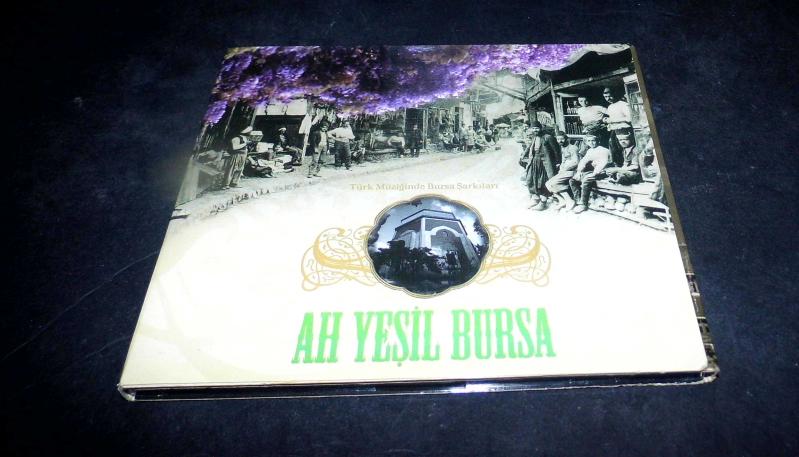 Türk Müziğinde Bursa Şarkıları
AH YEŞİL BURSA